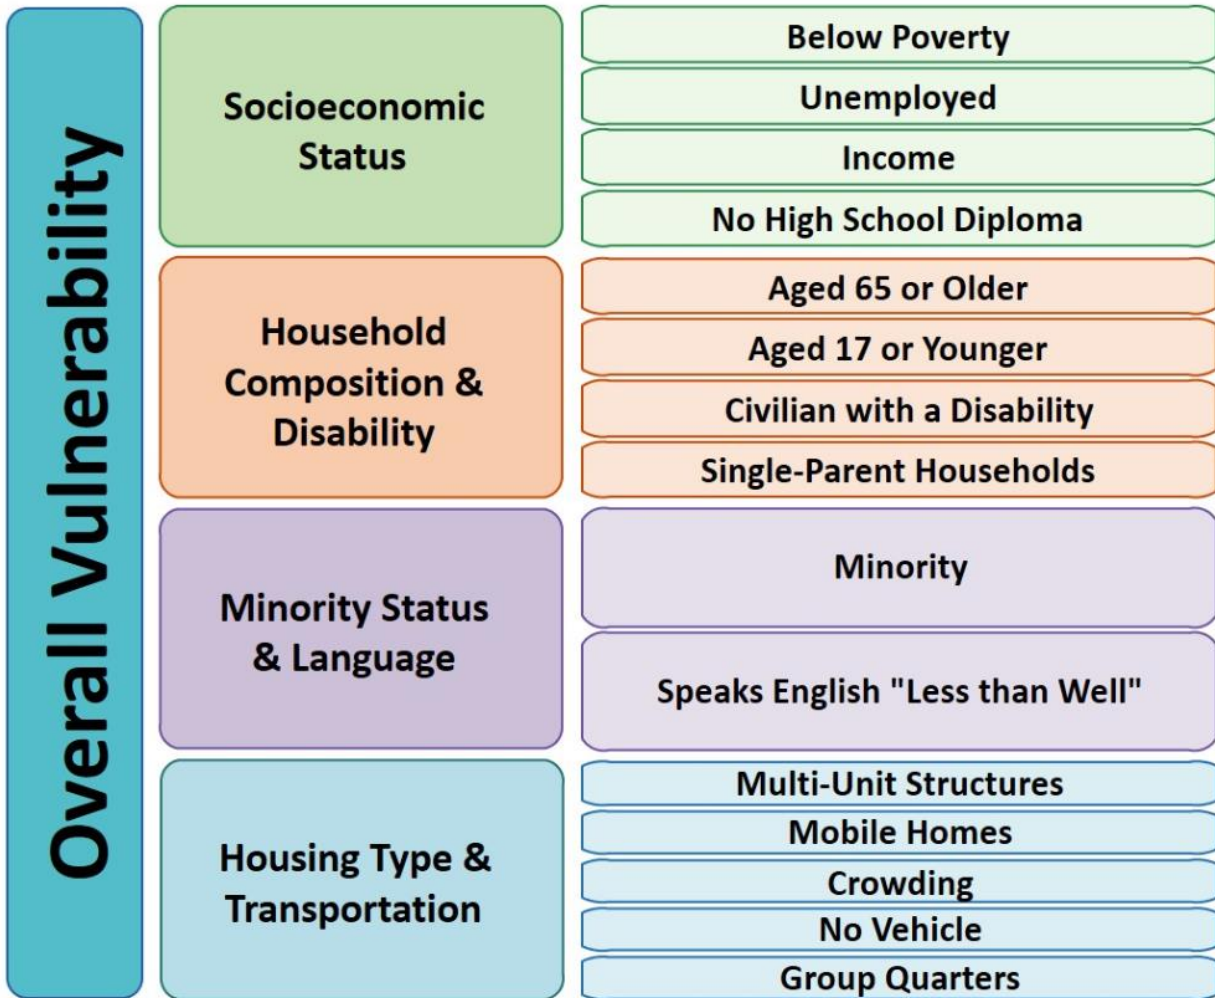 Overall Vulnerability
Socioeconomic
Status
Below Poverty
Unemployed
Income
No High School Diploma
Household
Composition &
Disability
Aged 65 or Older
Aged 17 or Younger
Civilian with a Disability
Single-Parent Households
Minority Status
& Language
Minority
Speaks English "Less than Well"
Housing Type &
Transportation
Multi-Unit Structures
Mobile Homes
Crowding
No Vehicle
Group Quarters